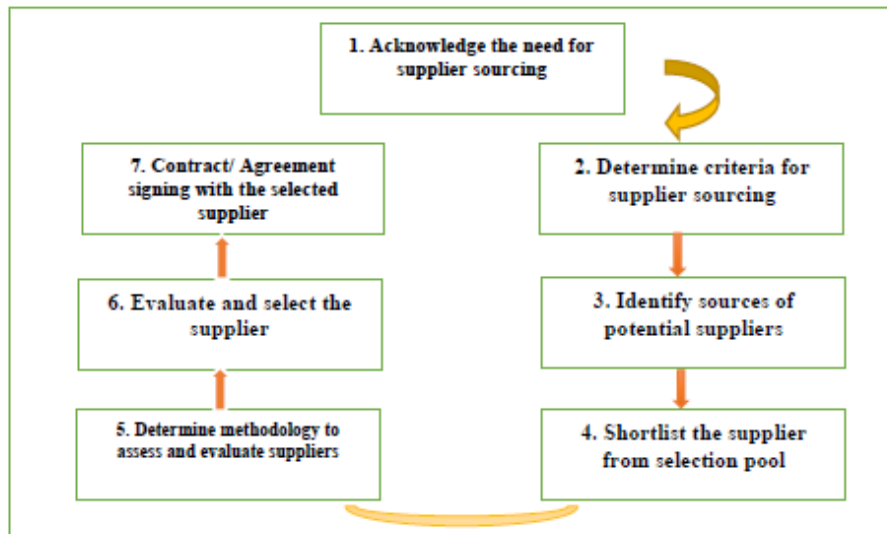 1. Acknowledge the need for
supplier sourcing
2. Determine criteria for
supplier sourcing
3. Identify sources of
potential suppliers
4. Shortlist the supplier
from selection pool
5. Determine methodology to
assess and evaluate suppliers
6. Evaluate and select the
supplier
7. Contract/ Agreement
signing with the selected
supplier